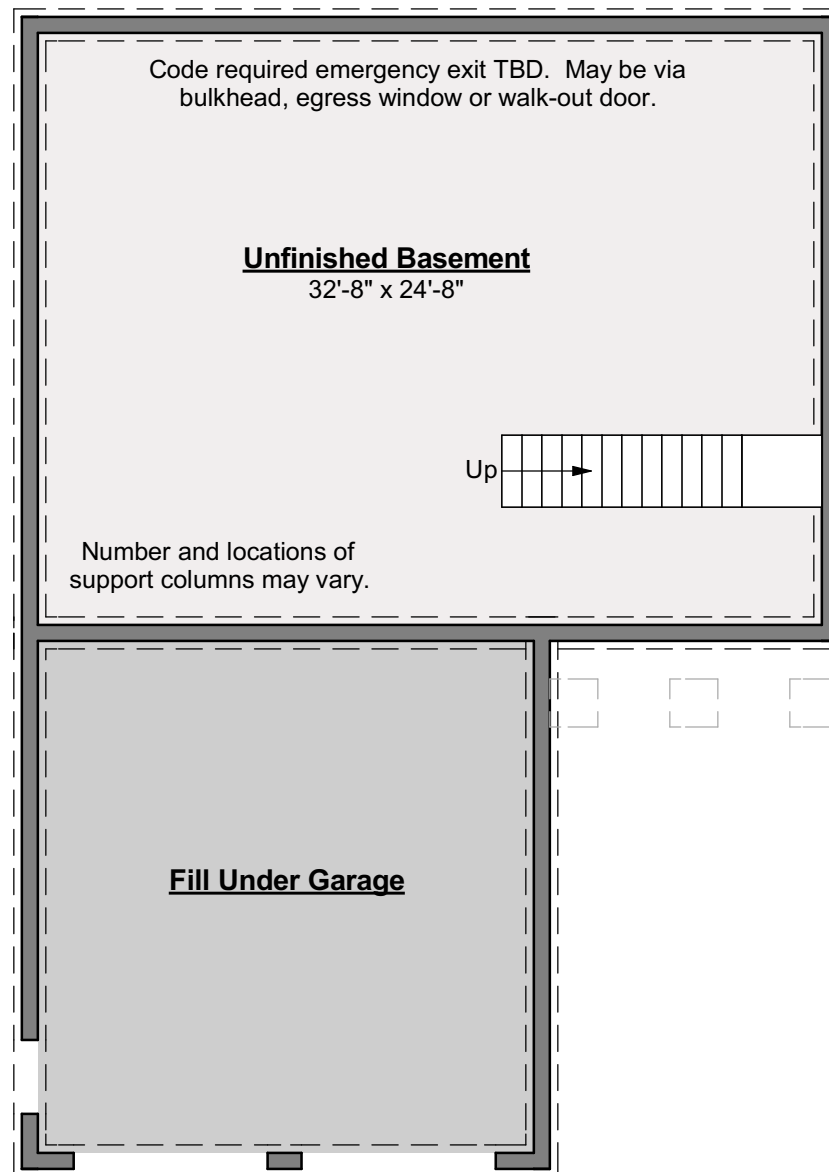 Code required emergency exit TBD.  May be via
bulkhead, egress window or walk-out door.
Unfinished Basement
32'-8" x 24'-8"
Up
Number and locations of
support columns may vary.
Fill Under Garage